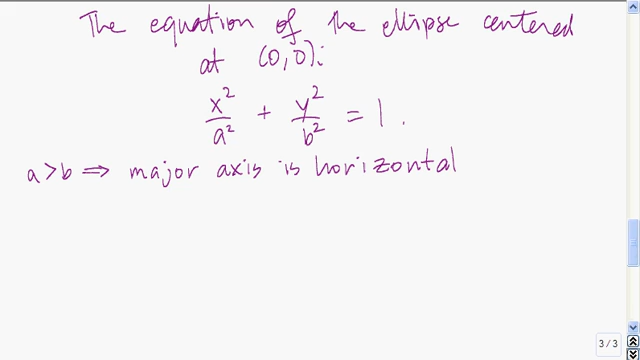 The equation of the ellipse centered
at (0,0):
x²/a² + y²/b² = 1.
a > b ⇒ major axis is horizontal
3 / 3